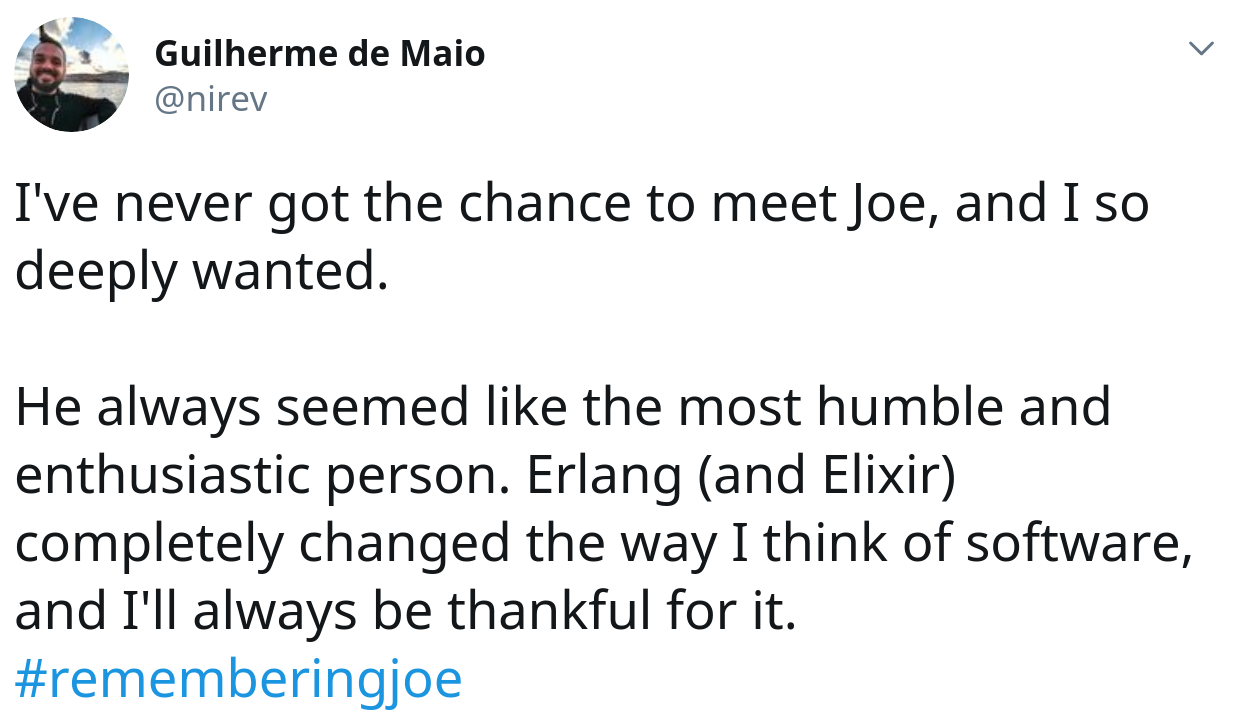 Guilherme de Maio
@nirev
I've never got the chance to meet Joe, and I so
deeply wanted.
He always seemed like the most humble and
enthusiastic person. Erlang (and Elixir)
completely changed the way I think of software,
and I'll always be thankful for it.
#rememberingjoe